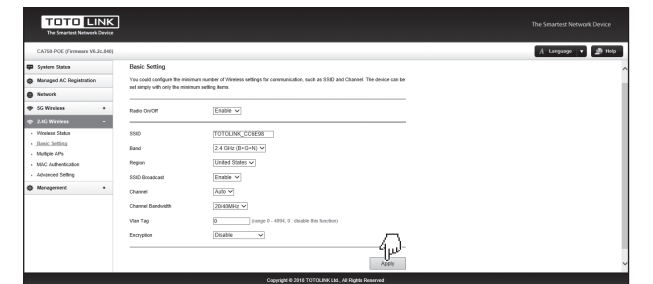 TOTO LINK
The Smartest Network Device
The Smartest Network Device
CA750-POE (Firmware V6.2c.840)
A Language
Help
System Status
Managed AC Registration
Network
5G Wireless +
2.4G Wireless −
Wireless Status
Basic Setting
Multiple APs
MAC Authentication
Advanced Setting
Management +
Basic Setting
You could configure the minimum number of Wireless settings for communication, such as SSID and Channel. The device can be
set simply with only the minimum setting items.
Radio On/Off Enable
SSID TOTOLINK_CC9E98
Band 2.4 GHz (B+G+N)
Region United States
SSID Broadcast Enable
Channel Auto
Channel Bandwidth 20/40MHz
Vlan Tag 0 (range 0 - 4094, 0 : disable this function)
Encryption Disable
Apply
Copyright © 2018 TOTOLINK Ltd., All Rights Reserved